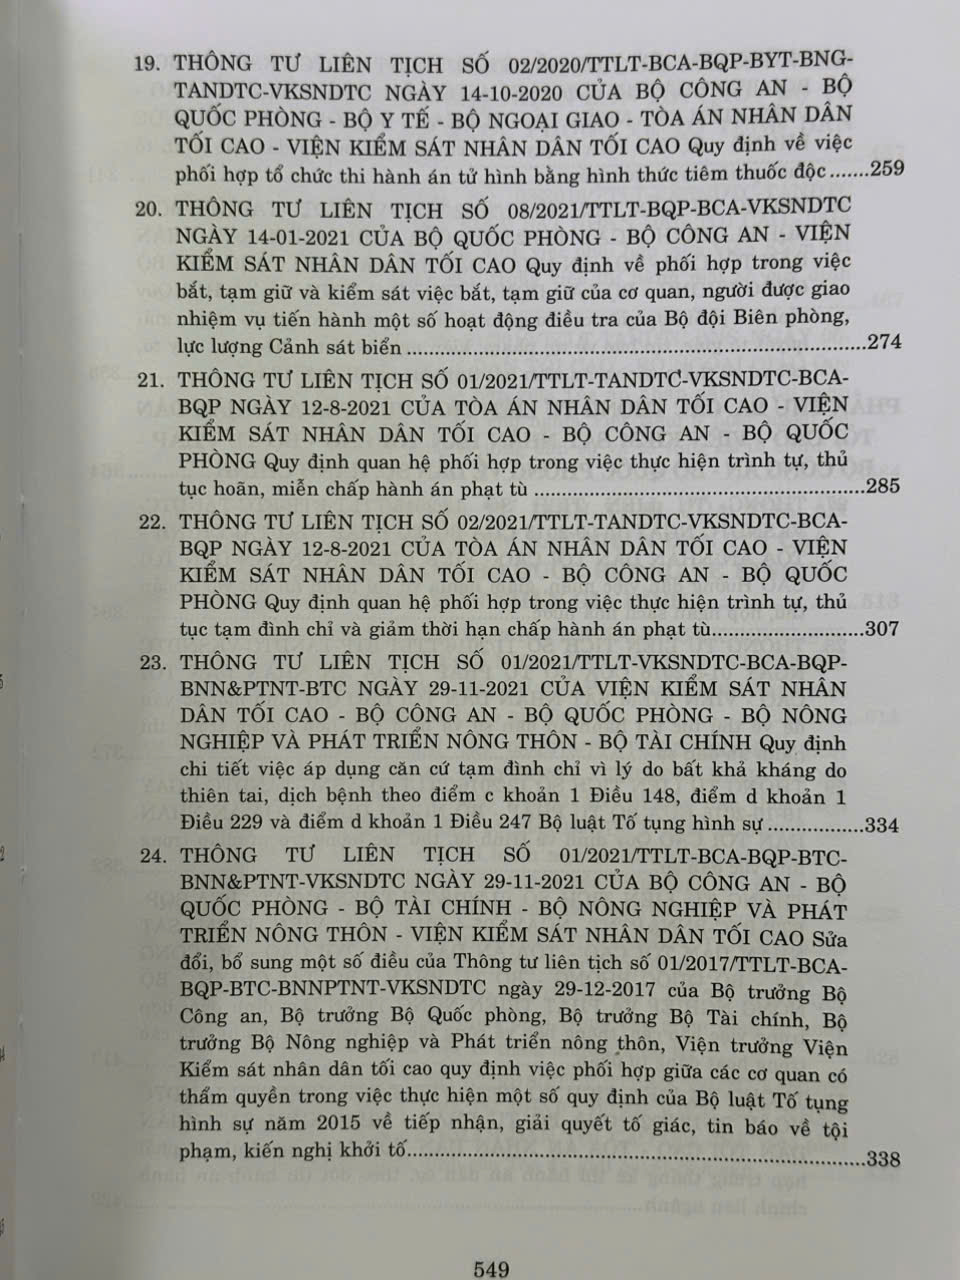 19. THÔNG TƯ LIÊN TỊCH SỐ 02/2020/TTLT-BCA-BQP-BYT-BNG-
TANDTC-VKSNDTC NGÀY 14-10-2020 CỦA BỘ CÔNG AN - BỘ
QUỐC PHÒNG - BỘ Y TẾ - BỘ NGOẠI GIAO - TÒA ÁN NHÂN DÂN
TỐI CAO - VIỆN KIỂM SÁT NHÂN DÂN TỐI CAO Quy định về việc
phối hợp tổ chức thi hành án tử hình bằng hình thức tiêm thuốc độc.......259
20. THÔNG TƯ LIÊN TỊCH SỐ 08/2021/TTLT-BQP-BCA-VKSNDTC
NGÀY 14-01-2021 CỦA BỘ QUỐC PHÒNG - BỘ CÔNG AN - VIỆN
KIỂM SÁT NHÂN DÂN TỐI CAO Quy định về phối hợp trong việc
bắt, tạm giữ và kiểm sát việc bắt, tạm giữ của cơ quan, người được giao
nhiệm vụ tiến hành một số hoạt động điều tra của Bộ đội Biên phòng,
lực lượng Cảnh sát biển .....................................................................274
21. THÔNG TƯ LIÊN TỊCH SỐ 01/2021/TTLT-TANDTC-VKSNDTC-BCA-
BQP NGÀY 12-8-2021 CỦA TÒA ÁN NHÂN DÂN TỐI CAO - VIỆN
KIỂM SÁT NHÂN DÂN TỐI CAO - BỘ CÔNG AN - BỘ QUỐC
PHÒNG Quy định quan hệ phối hợp trong việc thực hiện trình tự, thủ
tục hoãn, miễn chấp hành án phạt tù ..................................................285
22. THÔNG TƯ LIÊN TỊCH SỐ 02/2021/TTLT-TANDTC-VKSNDTC-BCA-
BQP NGÀY 12-8-2021 CỦA TÒA ÁN NHÂN DÂN TỐI CAO - VIỆN
KIỂM SÁT NHÂN DÂN TỐI CAO - BỘ CÔNG AN - BỘ QUỐC
PHÒNG Quy định quan hệ phối hợp trong việc thực hiện trình tự, thủ
tục tạm đình chỉ và giảm thời hạn chấp hành án phạt tù.......................307
23. THÔNG TƯ LIÊN TỊCH SỐ 01/2021/TTLT-VKSNDTC-BCA-BQP-
BNN&PTNT-BTC NGÀY 29-11-2021 CỦA VIỆN KIỂM SÁT NHÂN
DÂN TỐI CAO - BỘ CÔNG AN - BỘ QUỐC PHÒNG - BỘ NÔNG
NGHIỆP VÀ PHÁT TRIỂN NÔNG THÔN - BỘ TÀI CHÍNH Quy định
chi tiết việc áp dụng căn cứ tạm đình chỉ vì lý do bất khả kháng do
thiên tai, dịch bệnh theo điểm c khoản 1 Điều 148, điểm d khoản 1
Điều 229 và điểm d khoản 1 Điều 247 Bộ luật Tố tụng hình sự ...............334
24. THÔNG TƯ LIÊN TỊCH SỐ 01/2021/TTLT-BCA-BQP-BTC-
BNN&PTNT-VKSNDTC NGÀY 29-11-2021 CỦA BỘ CÔNG AN - BỘ
QUỐC PHÒNG - BỘ TÀI CHÍNH - BỘ NÔNG NGHIỆP VÀ PHÁT
TRIỂN NÔNG THÔN - VIỆN KIỂM SÁT NHÂN DÂN TỐI CAO Sửa
đổi, bổ sung một số điều của Thông tư liên tịch số 01/2017/TTLT-BCA-
BQP-BTC-BNNPTNT-VKSNDTC ngày 29-12-2017 của Bộ trưởng Bộ
Công an, Bộ trưởng Bộ Quốc phòng, Bộ trưởng Bộ Tài chính, Bộ
trưởng Bộ Nông nghiệp và Phát triển nông thôn, Viện trưởng Viện
Kiểm sát nhân dân tối cao quy định việc phối hợp giữa các cơ quan có
thẩm quyền trong việc thực hiện một số quy định của Bộ luật Tố tụng
hình sự năm 2015 về tiếp nhận, giải quyết tố giác, tin báo về tội
phạm, kiến nghị khởi tố.....................................................................338
549